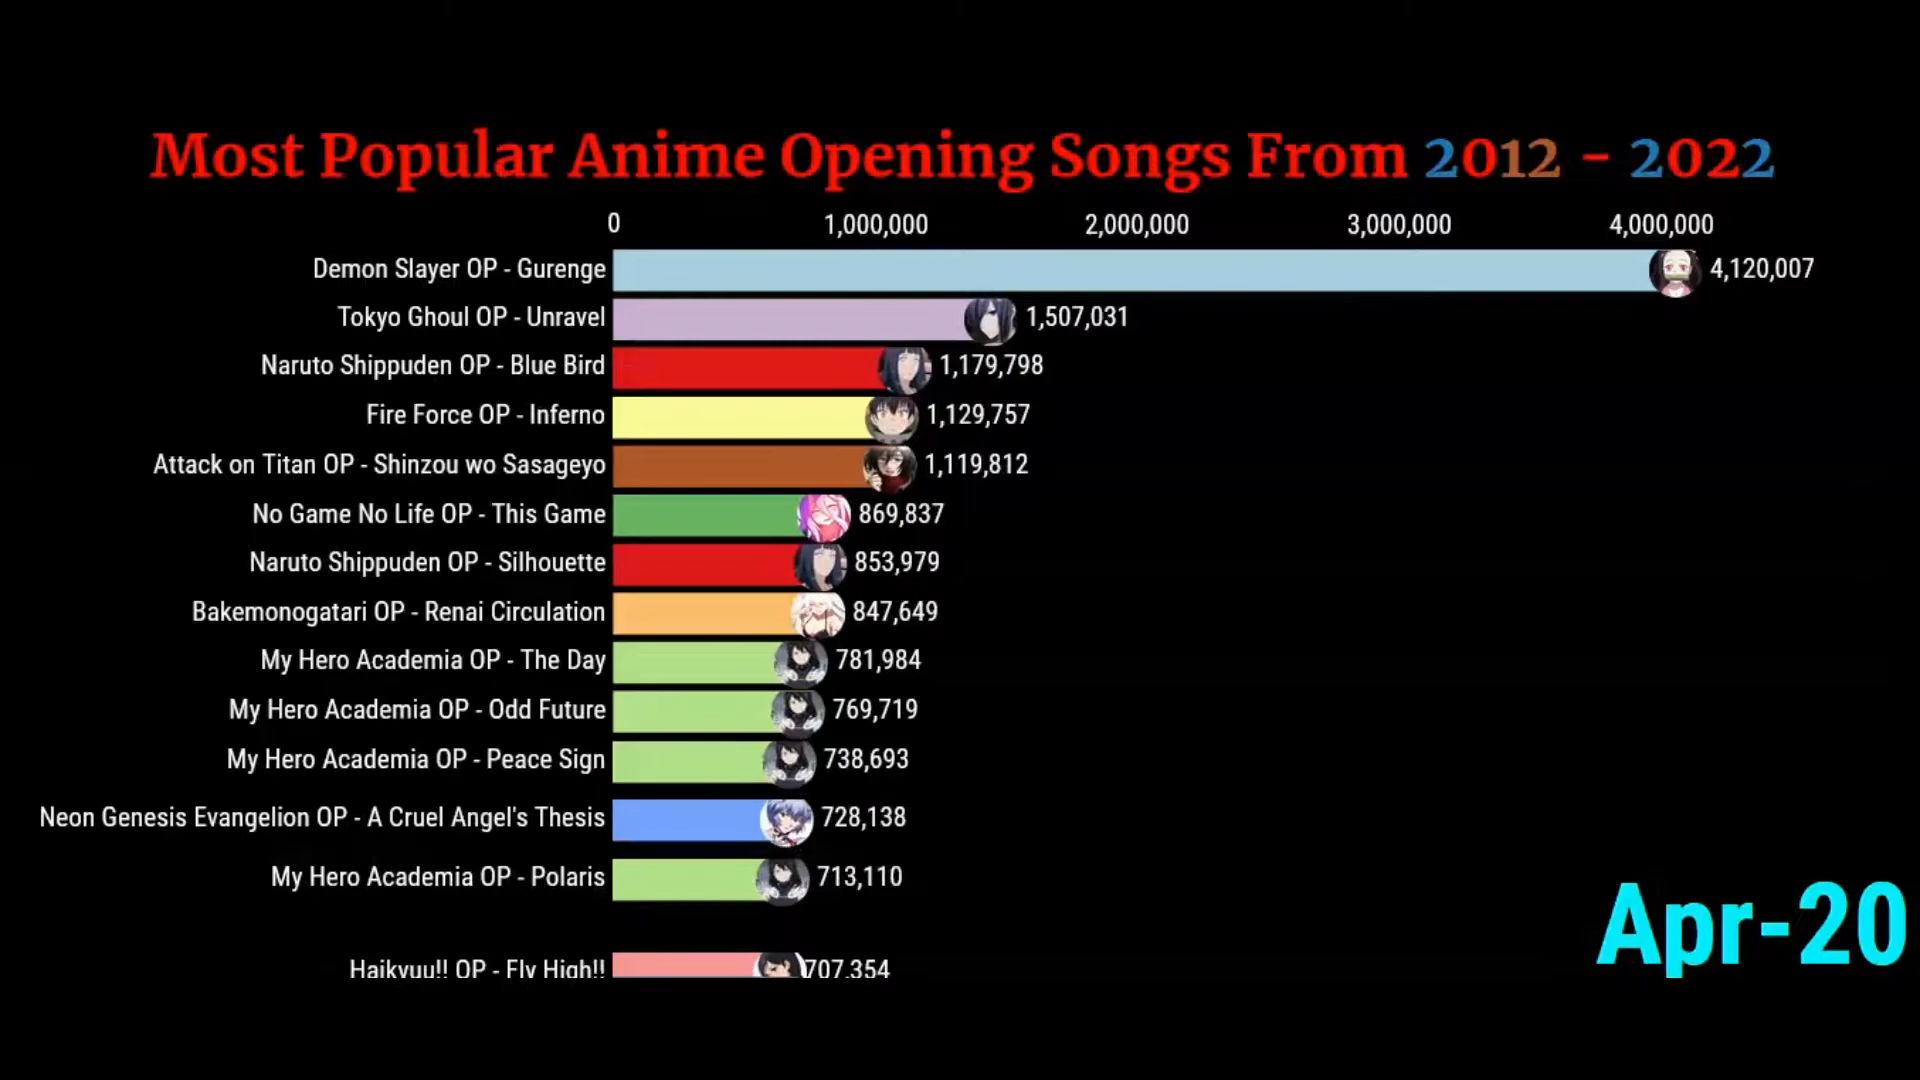 Most Popular Anime Opening Songs From 2012 - 2022
0 1,000,000 2,000,000 3,000,000 4,000,000
Demon Slayer OP - Gurenge 4,120,007
Tokyo Ghoul OP - Unravel 1,507,031
Naruto Shippuden OP - Blue Bird 1,179,798
Fire Force OP - Inferno 1,129,757
Attack on Titan OP - Shinzou wo Sasageyo 1,119,812
No Game No Life OP - This Game 869,837
Naruto Shippuden OP - Silhouette 853,979
Bakemonogatari OP - Renai Circulation 847,649
My Hero Academia OP - The Day 781,984
My Hero Academia OP - Odd Future 769,719
My Hero Academia OP - Peace Sign 738,693
Neon Genesis Evangelion OP - A Cruel Angel's Thesis 728,138
My Hero Academia OP - Polaris 713,110
Haikyuu!! OP - Fly High!! 707,354
Apr-20